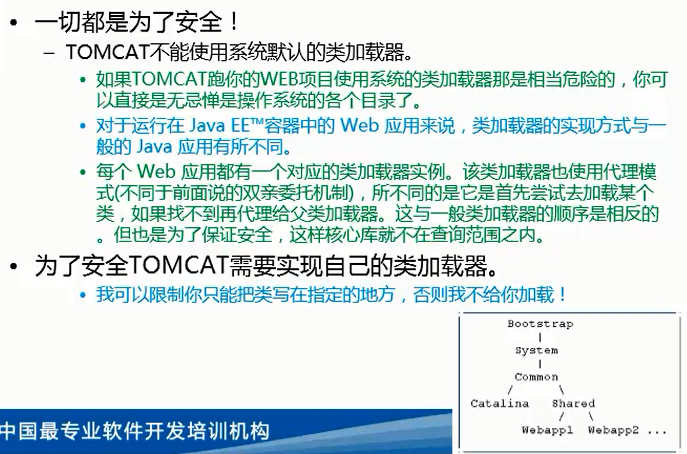 • 一切都是为了安全！
– TOMCAT不能使用系统默认的类加载器。
• 如果TOMCAT跑你的WEB项目使用系统的类加载器那是相当危险的，你可
以直接是无忌惮是操作系统的各个目录了。
• 对于运行在 Java EE™容器中的 Web 应用来说，类加载器的实现方式与一
般的 Java 应用有所不同。
• 每个 Web 应用都有一个对应的类加载器实例。该类加载器也使用代理模
式(不同于前面说的双亲委托机制)，所不同的是它是首先尝试去加载某个
类，如果找不到再代理给父类加载器。这与一般类加载器的顺序是相反的
。但也是为了保证安全，这样核心库就不在查询范围之内。
• 为了安全TOMCAT需要实现自己的类加载器。
• 我可以限制你只能把类写在指定的地方，否则我不给你加载！
Bootstrap
|
System
|
Common
/ \
Catalina Shared
/ \
Webapp1 Webapp2 ...
中国最专业软件开发培训机构